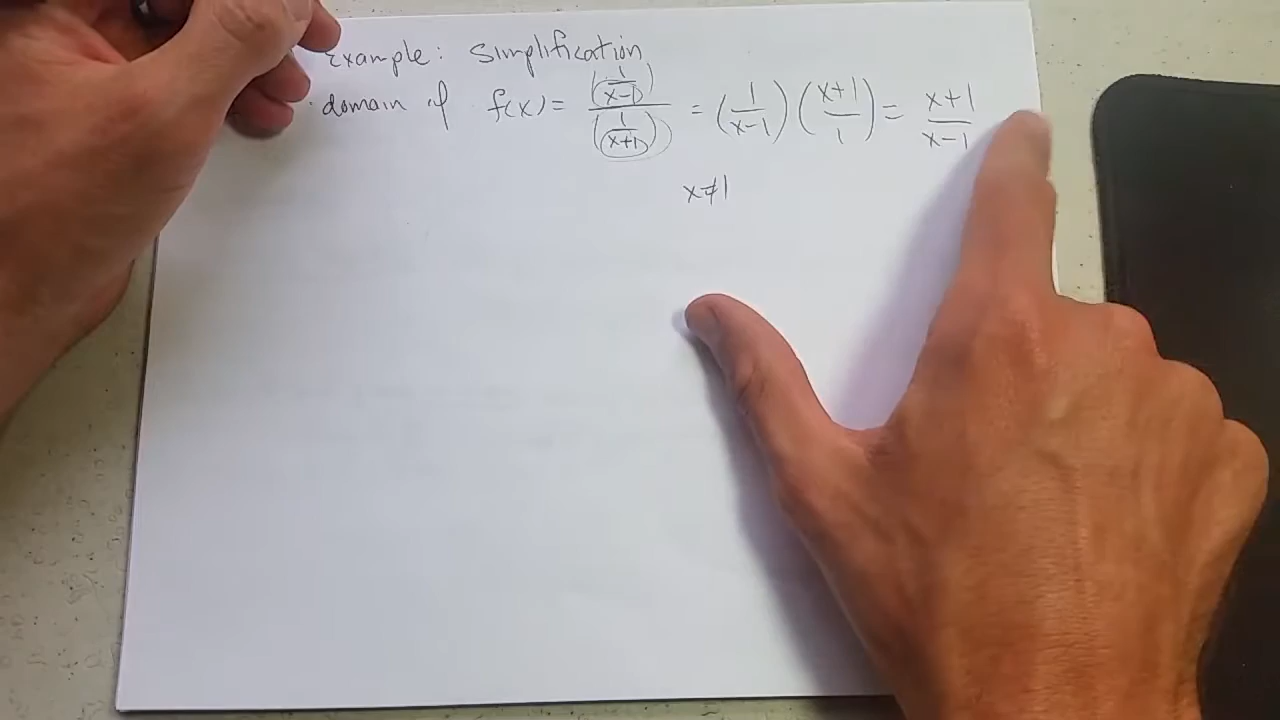 Example: Simplification
domain of f(x) = (1/(x-1)) / (1/(x+1)) = (1/(x-1)) ((x+1)/1) = (x+1)/(x-1)
x≠1